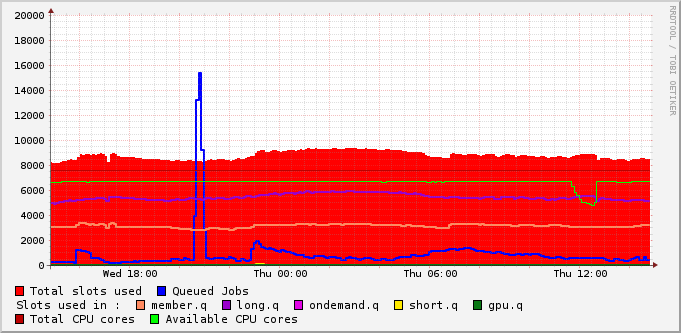 20000
18000
16000
14000
12000
10000
8000
6000
4000
2000
0
Wed 18:00 Thu 00:00 Thu 06:00 Thu 12:00
Total slots used Queued Jobs
Slots used in : member.q long.q ondemand.q short.q gpu.q
Total CPU cores Available CPU cores
RRDTOOL / TOBI OETIKER